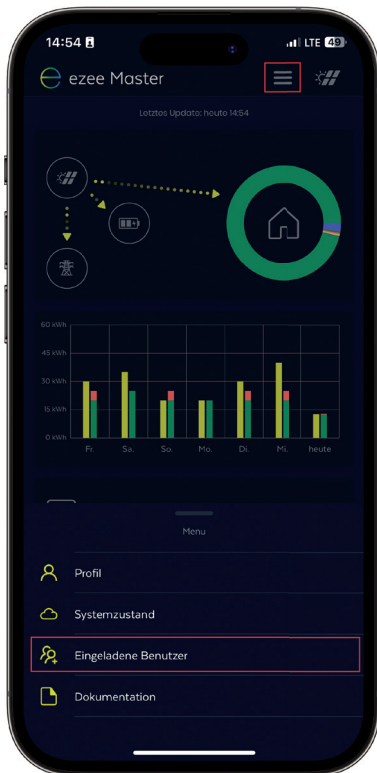 14:54 LTE 49
ezee Master
Letztes Update: heute 14:54
60 kWh
45 kWh
30 kWh
15 kWh
0 kWh
Fr. Sa. So. Mo. Di. Mi. heute
Menu
Profil
Systemzustand
Eingeladene Benutzer
Dokumentation